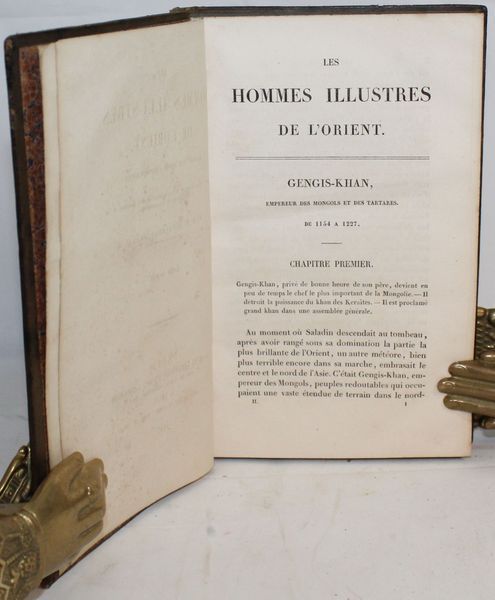 LES
HOMMES ILLUSTRES
DE L'ORIENT.
GENGIS-KHAN,
EMPEREUR DES MONGOLS ET DES TARTARES.
DE 1154 A 1227.
CHAPITRE PREMIER.
Gengis-Khan, privé de bonne heure de son père, devient en
peu de temps le chef le plus important de la Mongolie. — Il
détruit la puissance du khan des Keraïtes. — Il est proclamé
grand khan dans une assemblée générale.
Au moment où Saladin descendait au tombeau,
après avoir rangé sous sa domination la partie la
plus brillante de l'Orient, un autre météore, bien
plus terrible encore dans sa marche, embrasait le
centre et le nord de l'Asie. C'était Gengis-Khan, em-
pereur des Mongols, peuples redoutables qui occu-
paient une vaste étendue de terrain dans le nord-
II. 1